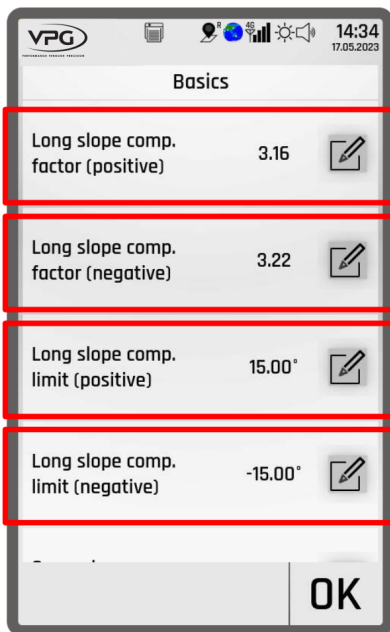 VPG
PERFORMANCE THROUGH PRECISION
R
4G
14:34
17.05.2023
Basics
Long slope comp.
factor (positive)
3.16
Long slope comp.
factor (negative)
3.22
Long slope comp.
limit (positive)
15.00°
Long slope comp.
limit (negative)
-15.00°
OK